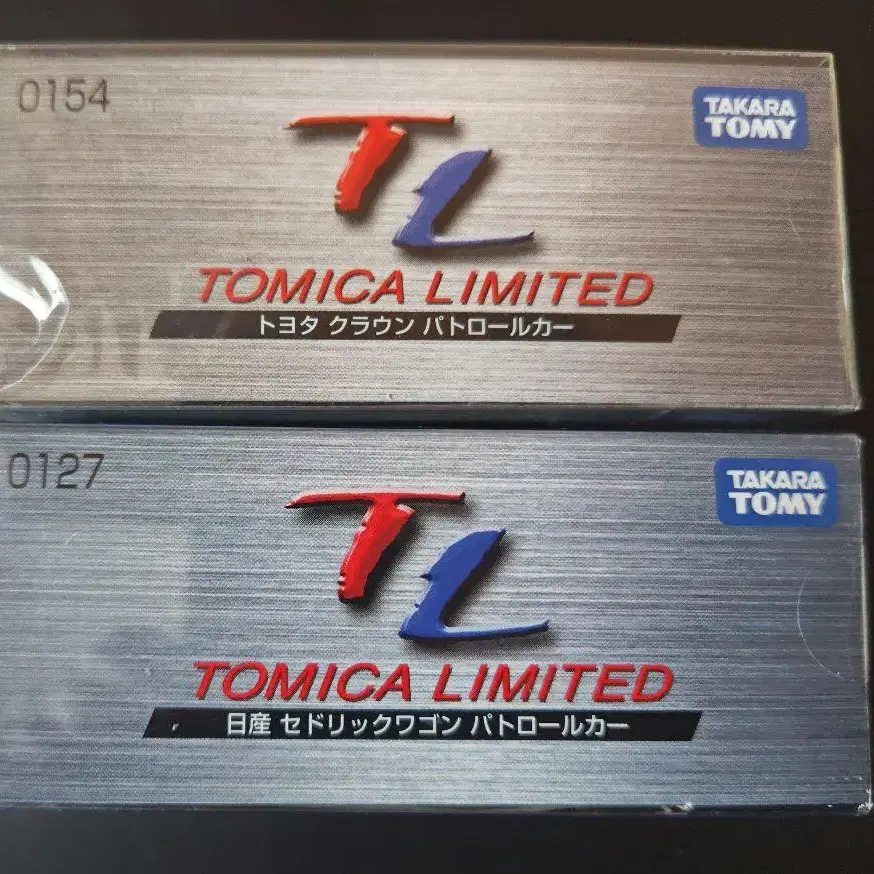 0154
TAKARA
TOMY
TL
TOMICA LIMITED
トヨタ クラウン パトロールカー
0127
TAKARA
TOMY
TL
TOMICA LIMITED
日産 セドリックワゴン パトロールカー